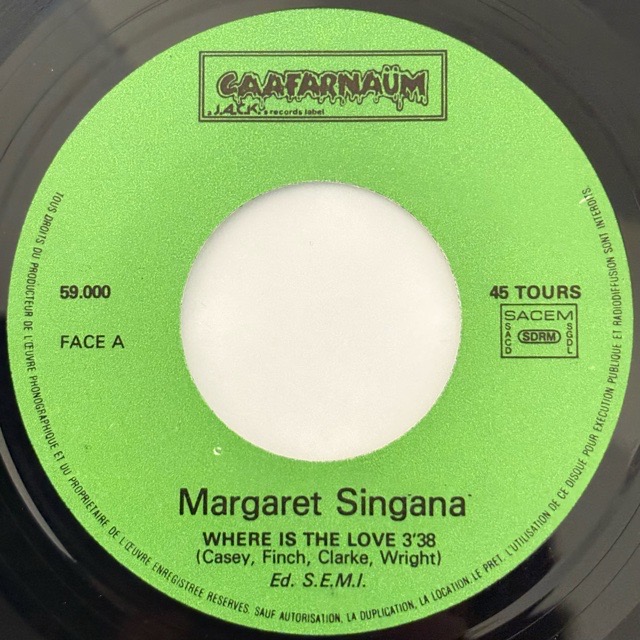 CAAFARNAÜM
a J.A.C.K.'s records label
59.000
45 TOURS
FACE A
SACEM
SACD
SDRM
SGDL
Margaret Singana
WHERE IS THE LOVE 3'38
(Casey, Finch, Clarke, Wright)
Ed. S.E.M.I.
TOUS DROITS DU PRODUCTEUR DE L'ŒUVRE PHONOGRAPHIQUE ET DU PROPRIETAIRE DE L'ŒUVRE ENREGISTREE RESERVES. SAUF AUTORISATION, LA DUPLICATION, LA LOCATION, LE PRET, L'UTILISATION DE CE DISQUE POUR EXECUTION PUBLIQUE ET RADIODIFFUSION SONT INTERDITS